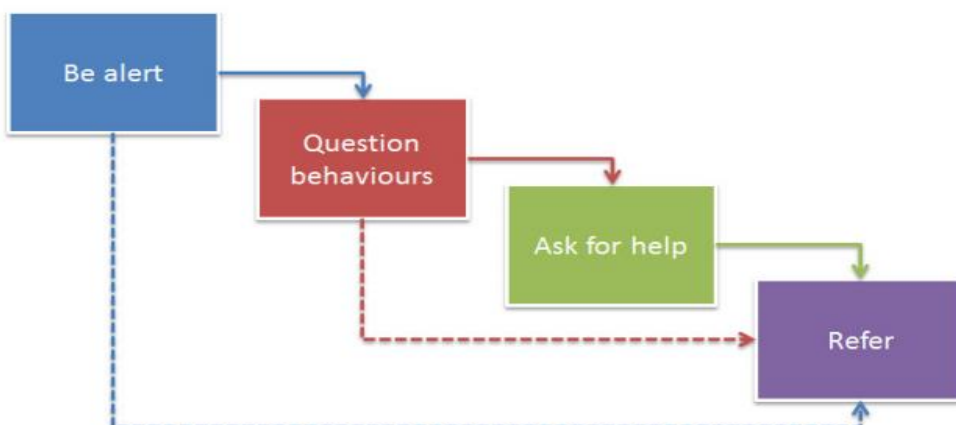 Be alert
Question
behaviours
Ask for help
Refer